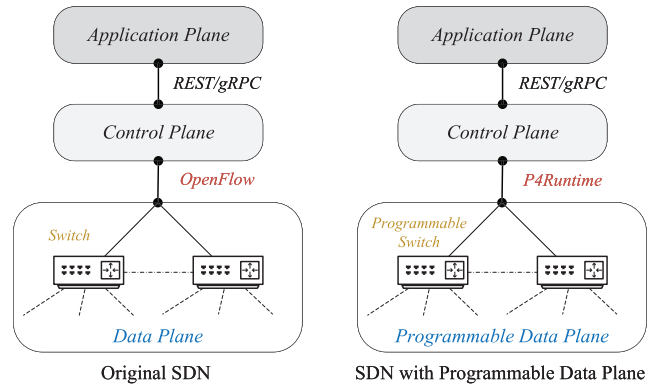 Application Plane
REST/gRPC
Control Plane
OpenFlow
Switch
Data Plane
Original SDN
Application Plane
REST/gRPC
Control Plane
P4Runtime
Programmable
Switch
Programmable Data Plane
SDN with Programmable Data Plane